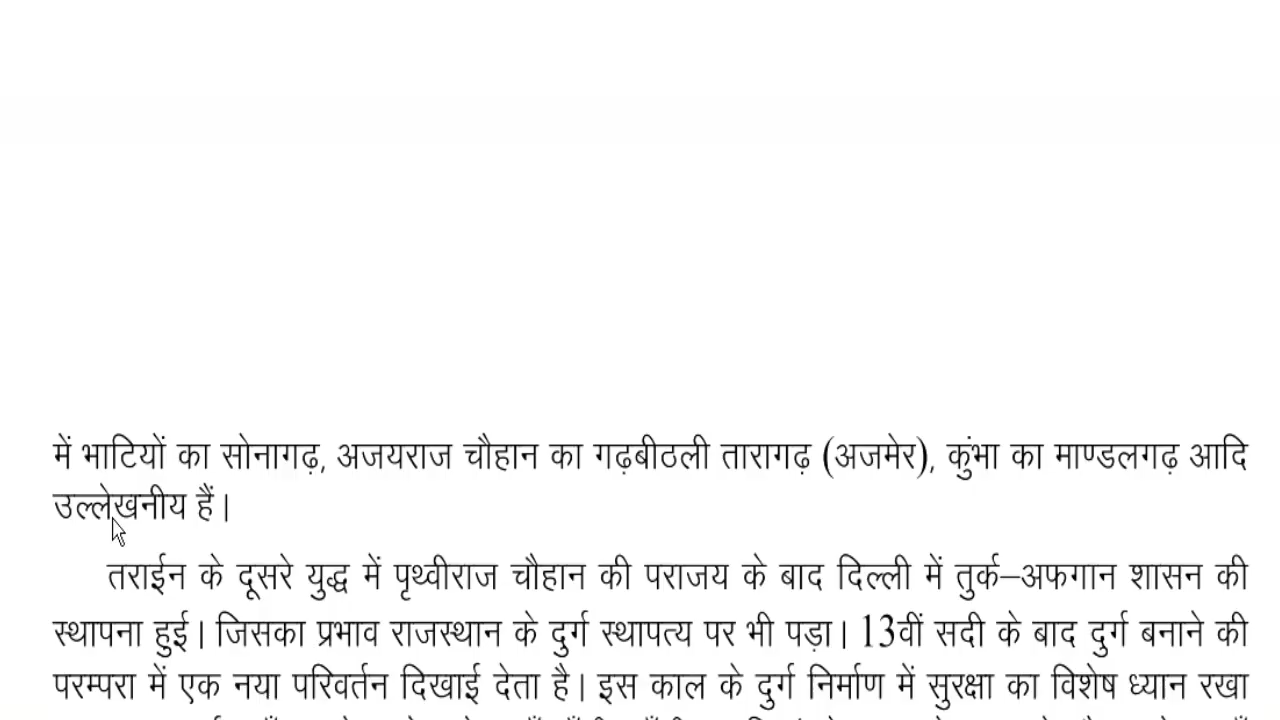 में भाटियों का सोनागढ़, अजयराज चौहान का गढ़बीठली तारागढ़ (अजमेर), कुंभा का माण्डलगढ़ आदि
उल्लेखनीय हैं।
तराईन के दूसरे युद्ध में पृथ्वीराज चौहान की पराजय के बाद दिल्ली में तुर्क–अफगान शासन की
स्थापना हुई। जिसका प्रभाव राजस्थान के दुर्ग स्थापत्य पर भी पड़ा। 13वीं सदी के बाद दुर्ग बनाने की
परम्परा में एक नया परिवर्तन दिखाई देता है। इस काल के दुर्ग निर्माण में सुरक्षा का विशेष ध्यान रखा